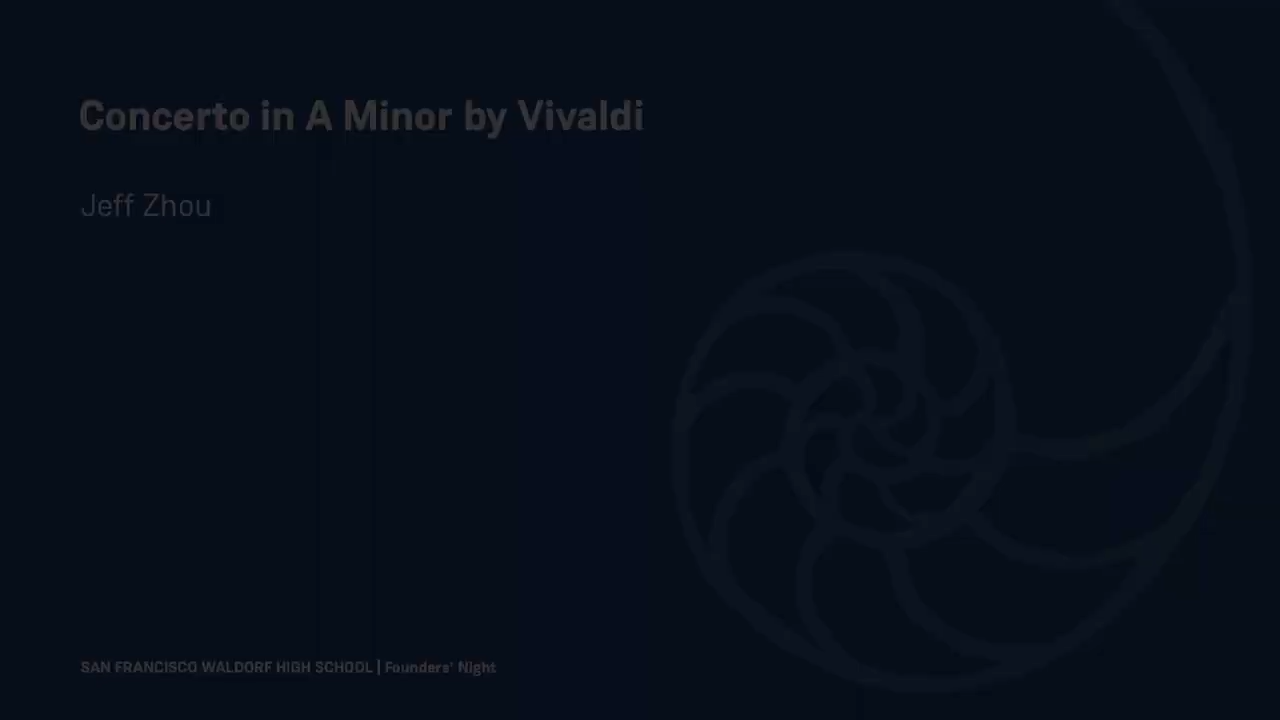 Concerto in A Minor by Vivaldi
Jeff Zhou
SAN FRANCISCO WALDORF HIGH SCHOOL | Founders' Night